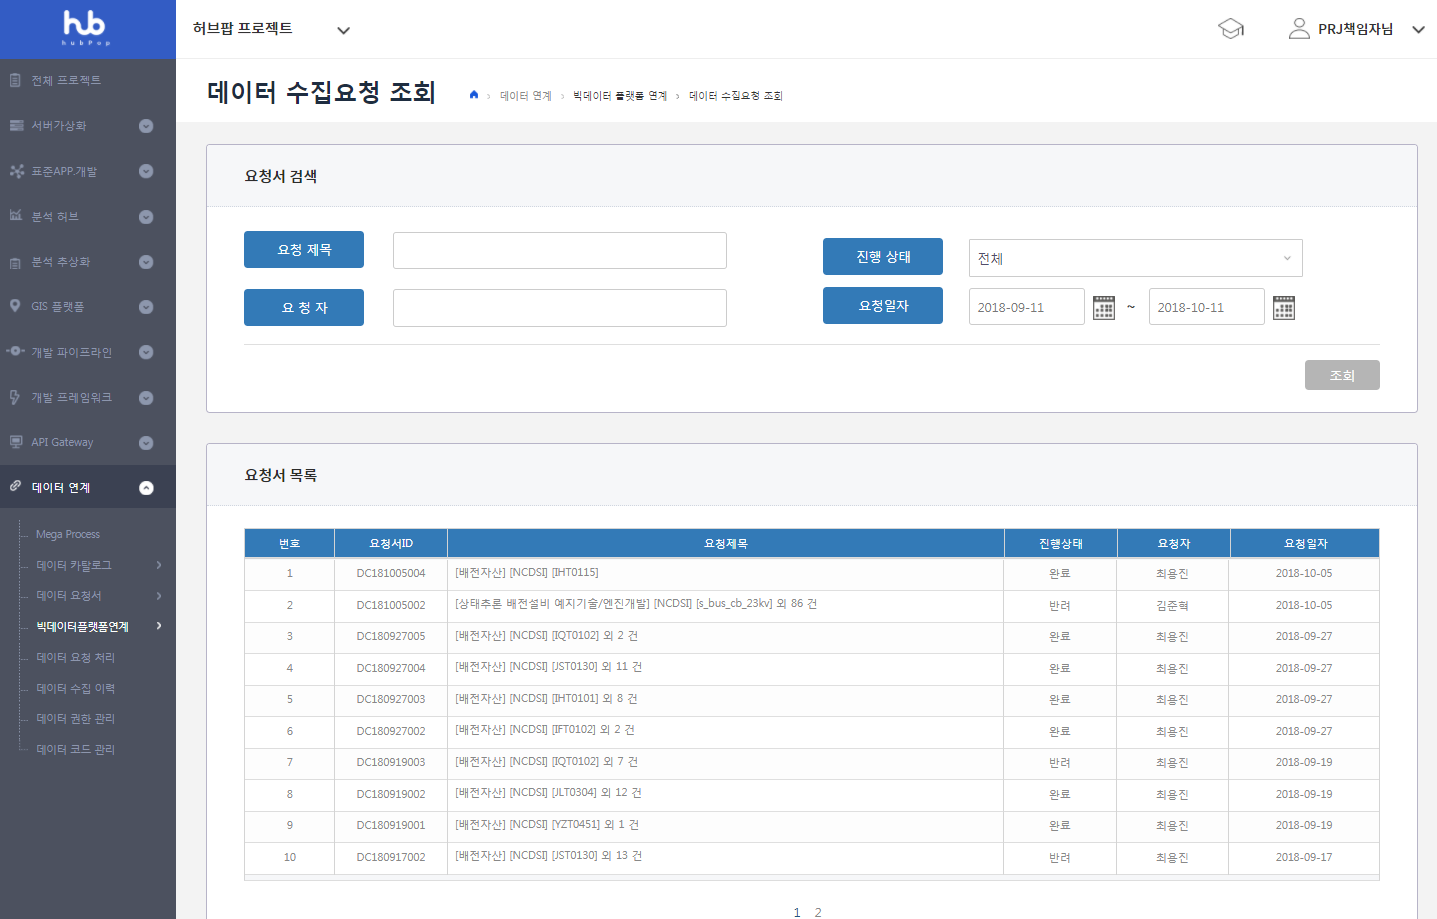 hub
hubPop
허브팝 프로젝트
PRJ책임자님
전체 프로젝트
서버가상화
표준APP.개발
분석 허브
분석 추상화
GIS 플랫폼
개발 파이프라인
개발 프레임워크
API Gateway
데이터 연계
Mega Process
데이터 카탈로그
데이터 요청서
빅데이터플랫폼연계
데이터 요청 처리
데이터 수집 이력
데이터 권한 관리
데이터 코드 관리
데이터 수집요청 조회
데이터 연계 > 빅데이터 플랫폼 연계 > 데이터 수집요청 조회
요청서 검색
요청 제목
진행 상태 전체
요 청 자
요청일자 2018-09-11 ~ 2018-10-11
조회
요청서 목록
번호 요청서ID 요청제목 진행상태 요청자 요청일자
1 DC181005004 [배전자산] [NCDSI] [IHT0115] 완료 최용진 2018-10-05
2 DC181005002 [상태추론 배전설비 예지기술/엔진개발] [NCDSI] [s_bus_cb_23kv] 외 86 건 반려 김준혁 2018-10-05
3 DC180927005 [배전자산] [NCDSI] [IQT0102] 외 2 건 완료 최용진 2018-09-27
4 DC180927004 [배전자산] [NCDSI] [JST0130] 외 11 건 완료 최용진 2018-09-27
5 DC180927003 [배전자산] [NCDSI] [IHT0101] 외 8 건 완료 최용진 2018-09-27
6 DC180927002 [배전자산] [NCDSI] [IFT0102] 외 2 건 완료 최용진 2018-09-27
7 DC180919003 [배전자산] [NCDSI] [IQT0102] 외 7 건 반려 최용진 2018-09-19
8 DC180919002 [배전자산] [NCDSI] [JLT0304] 외 12 건 완료 최용진 2018-09-19
9 DC180919001 [배전자산] [NCDSI] [YZT0451] 외 1 건 완료 최용진 2018-09-19
10 DC180917002 [배전자산] [NCDSI] [JST0130] 외 13 건 반려 최용진 2018-09-17
1 2